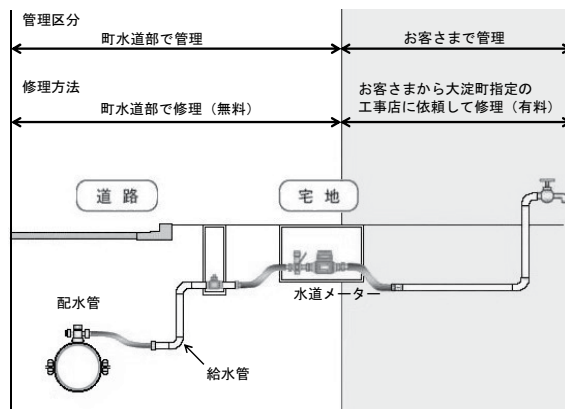 管理区分
町水道部で管理
お客さまで管理
修理方法
町水道部で修理（無料）
お客さまから大淀町指定の
工事店に依頼して修理（有料）
道路
宅地
水道メーター
配水管
給水管